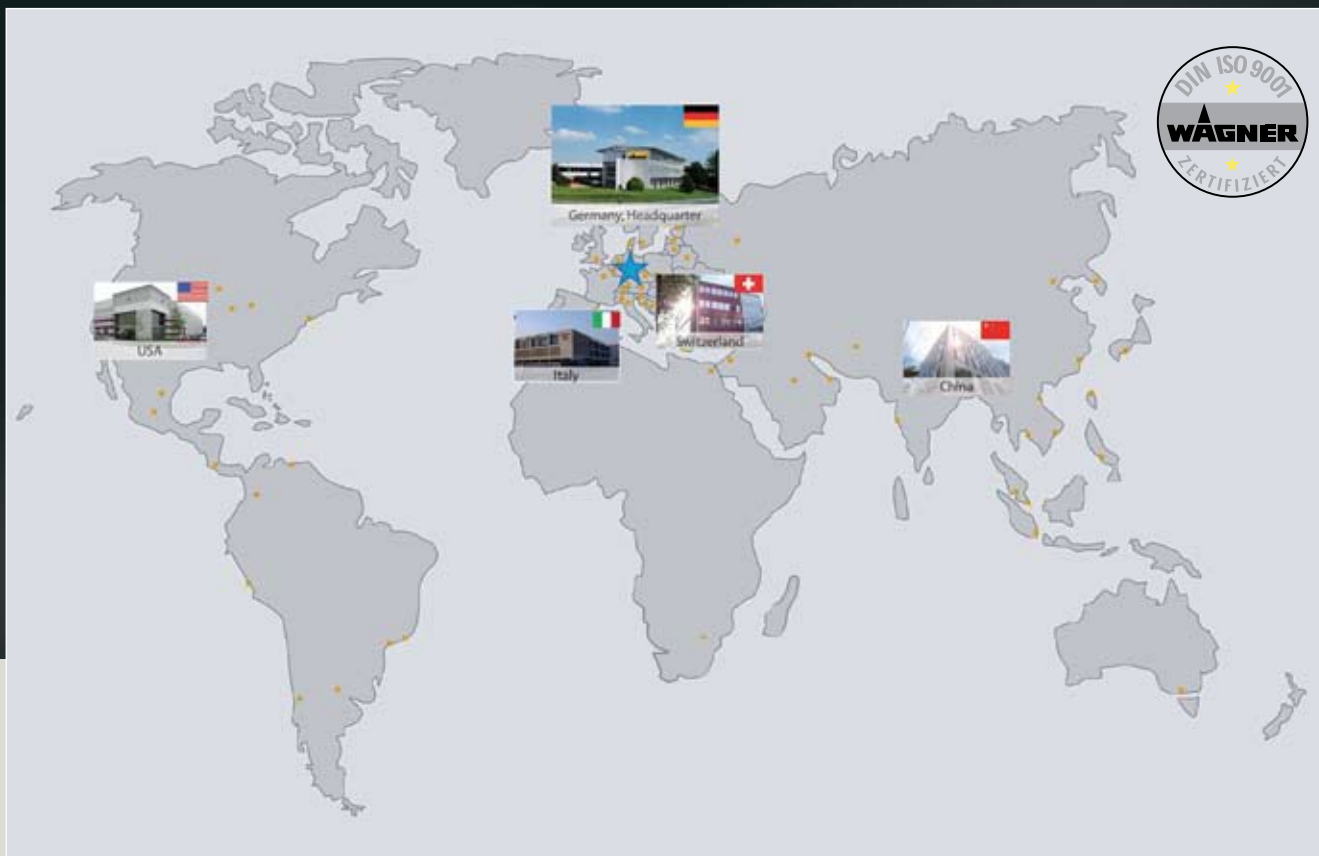 DIN ISO 9001
WAGNER
ZERTIFIZIERT
Germany, Headquarter
USA
Switzerland
Italy
China